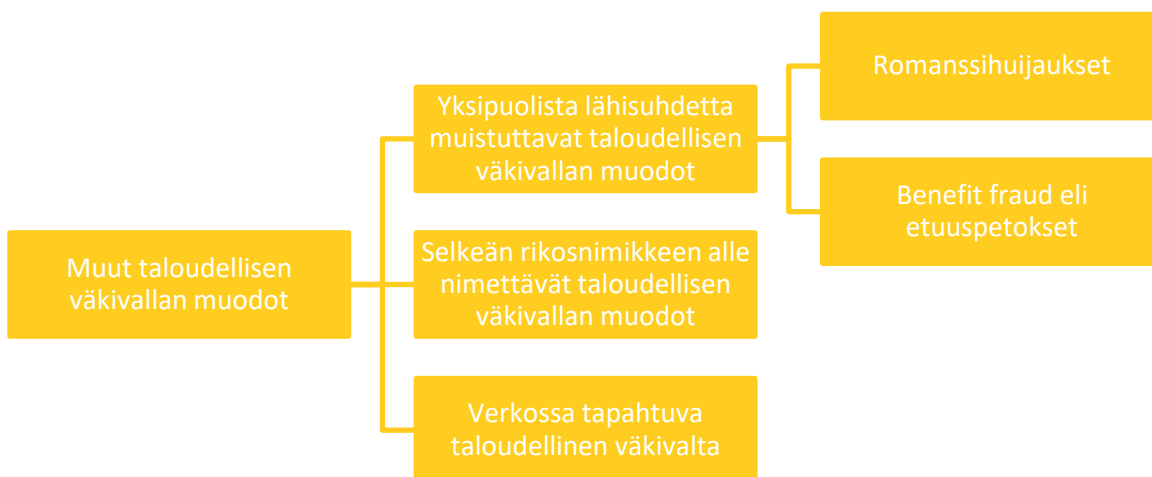 Muut taloudellisen
väkivallan muodot
Yksipuolista lähisuhdetta
muistuttavat taloudellisen
väkivallan muodot
Selkeän rikosnimikkeen alle
nimettävät taloudellisen
väkivallan muodot
Verkossa tapahtuva
taloudellinen väkivalta
Romanssihuijaukset
Benefit fraud eli
etuuspetokset